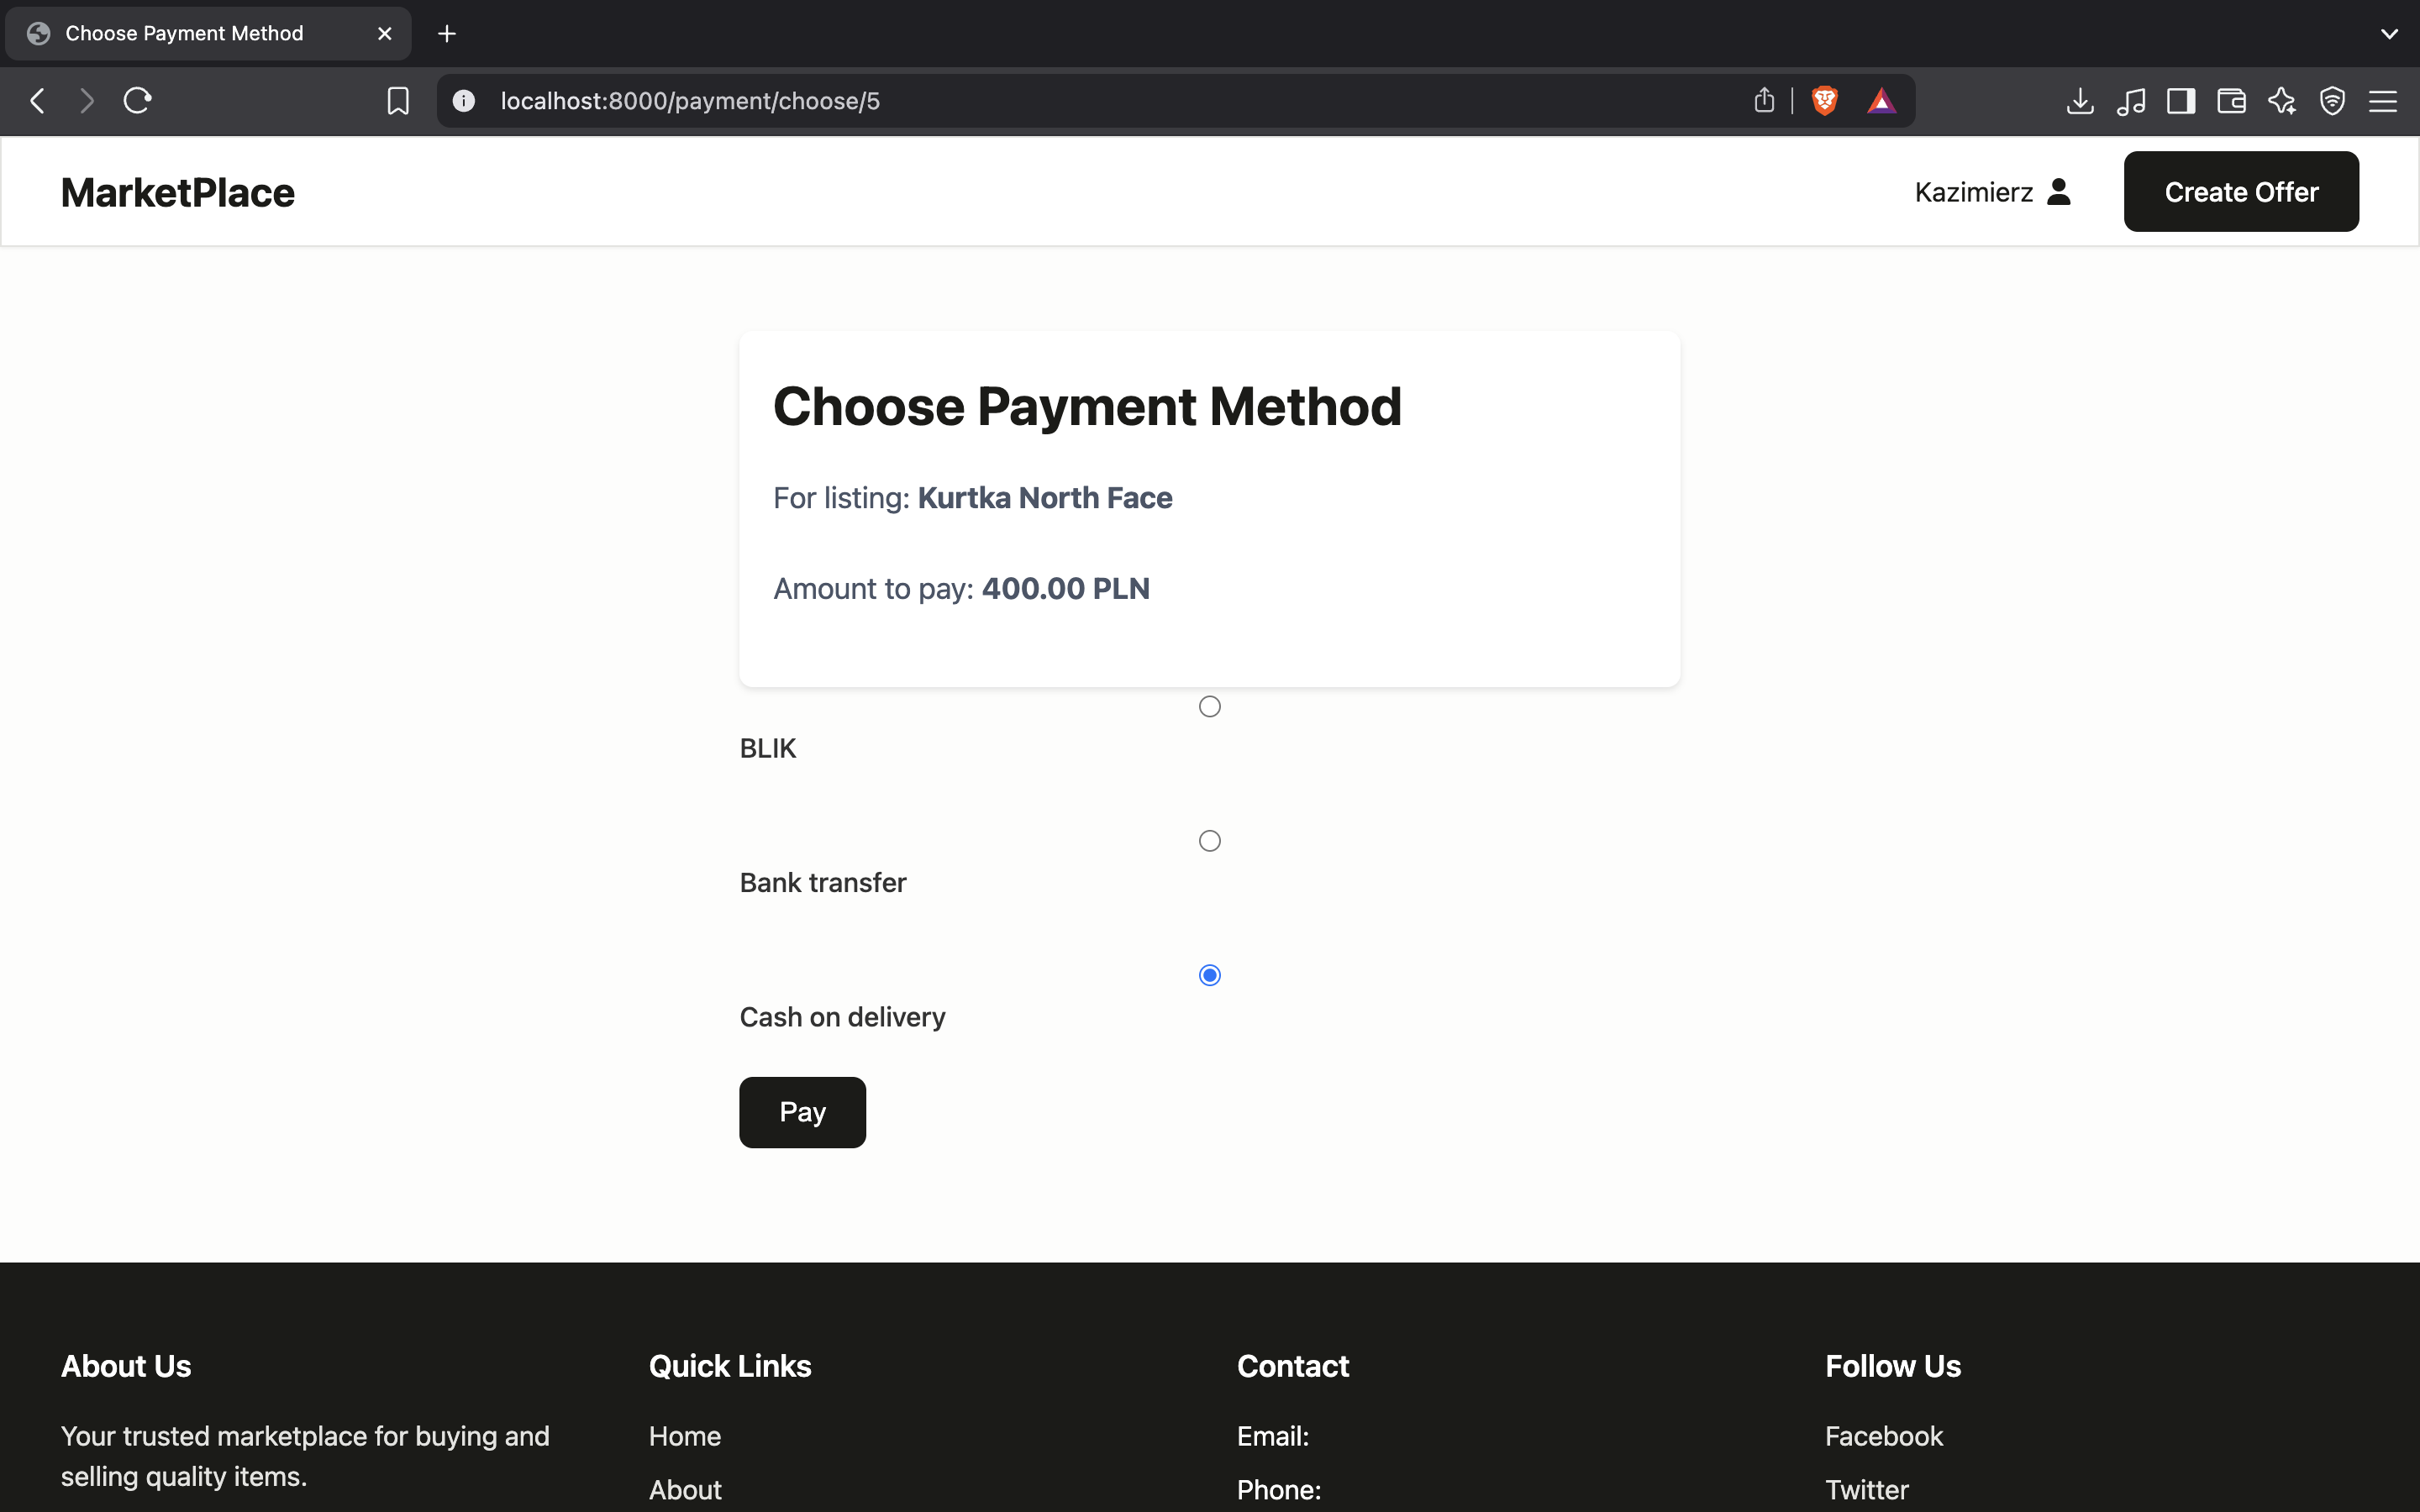 Choose Payment Method
localhost:8000/payment/choose/5
MarketPlace
Kazimierz
Create Offer
Choose Payment Method
For listing: Kurtka North Face
Amount to pay: 400.00 PLN
BLIK
Bank transfer
Cash on delivery
Pay
About Us
Your trusted marketplace for buying and
selling quality items.
Quick Links
Home
About
Contact
Email:
Phone:
Follow Us
Facebook
Twitter